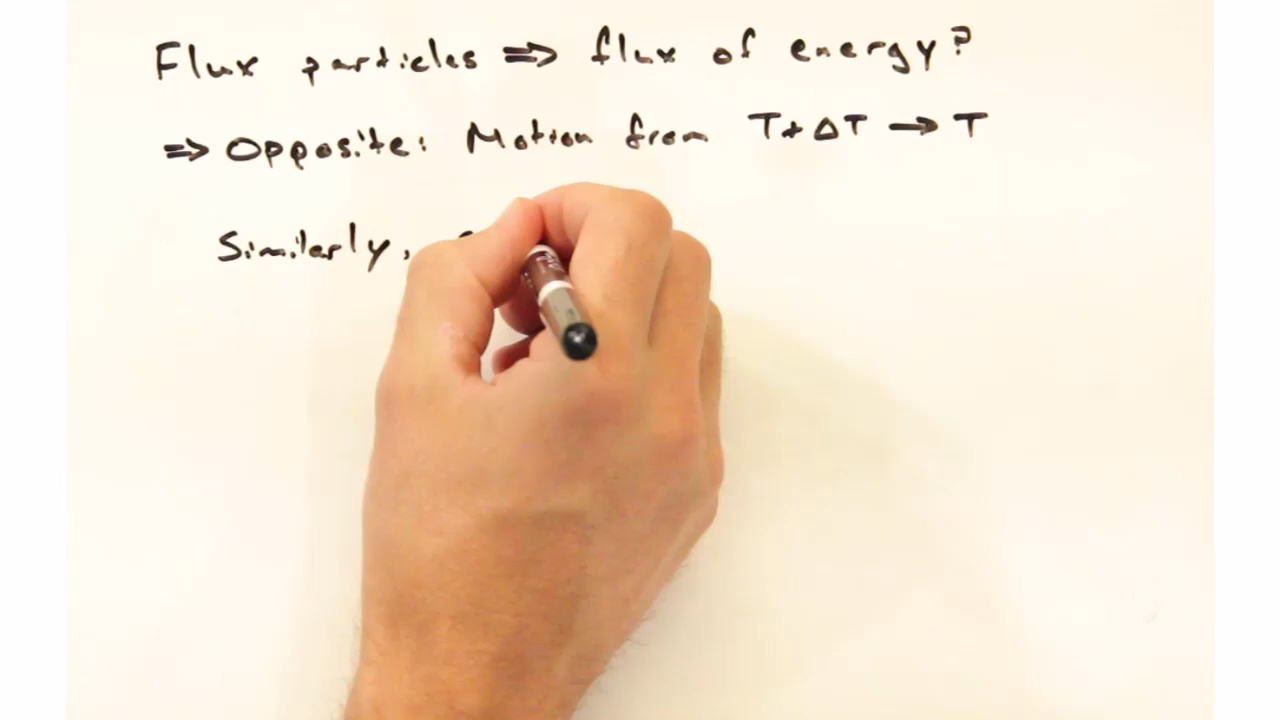 Flux particles ⇒ flux of energy?
⇒ Opposite: Motion from T+ΔT → T
Similarly,